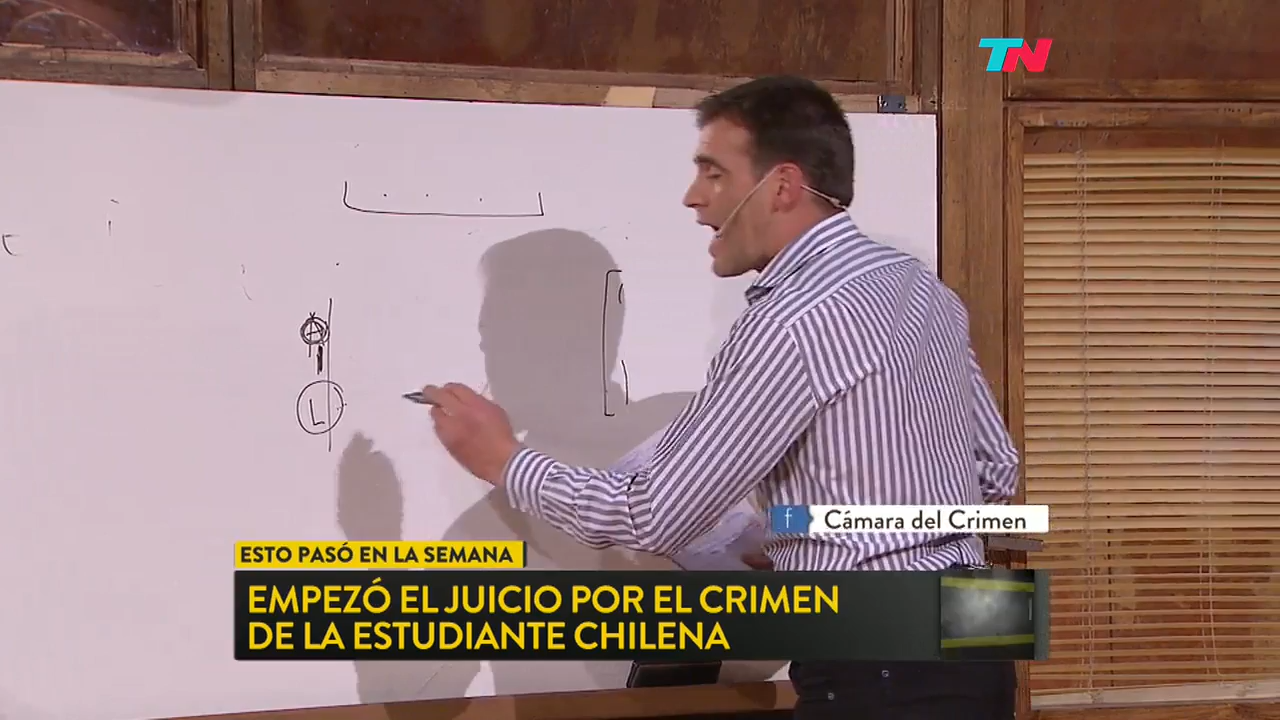 TN
A
L
f Cámara del Crimen
ESTO PASÓ EN LA SEMANA
EMPEZÓ EL JUICIO POR EL CRIMEN
DE LA ESTUDIANTE CHILENA